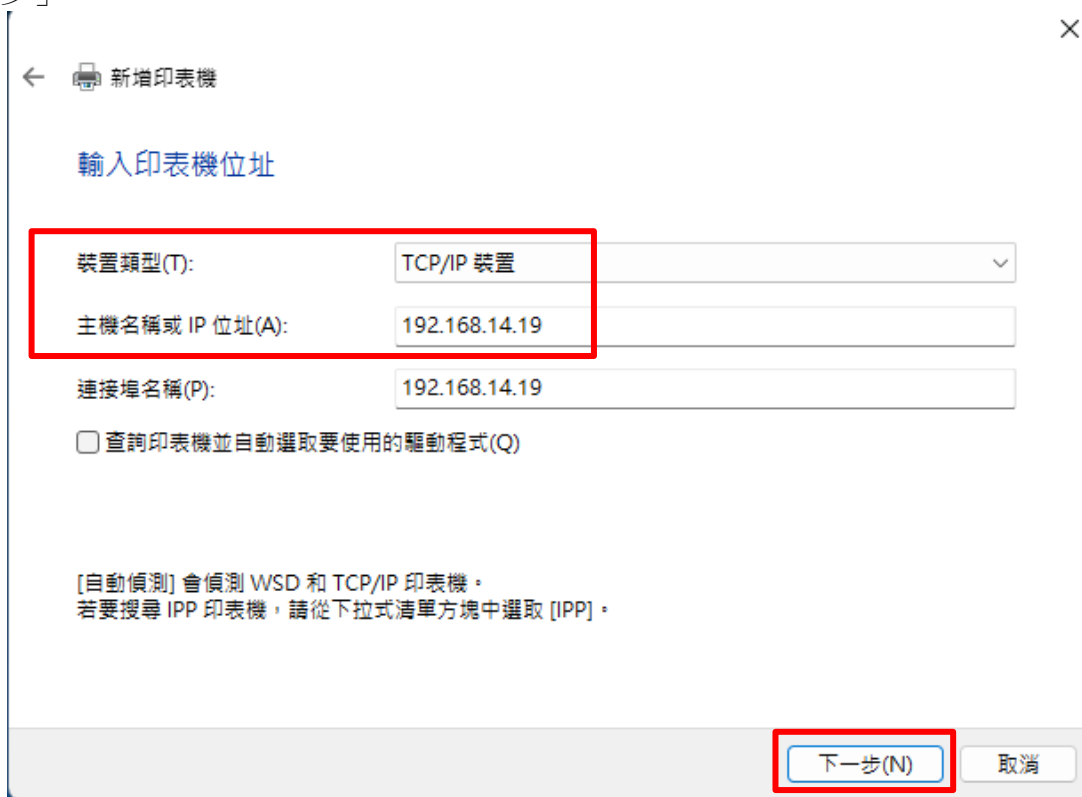 步」
新增印表機
輸入印表機位址
裝置類型(T): TCP/IP 裝置
主機名稱或 IP 位址(A): 192.168.14.19
連接埠名稱(P): 192.168.14.19
查詢印表機並自動選取要使用的驅動程式(Q)
[自動偵測] 會偵測 WSD 和 TCP/IP 印表機。
若要搜尋 IPP 印表機，請從下拉式清單方塊中選取 [IPP]。
下一步(N) 取消